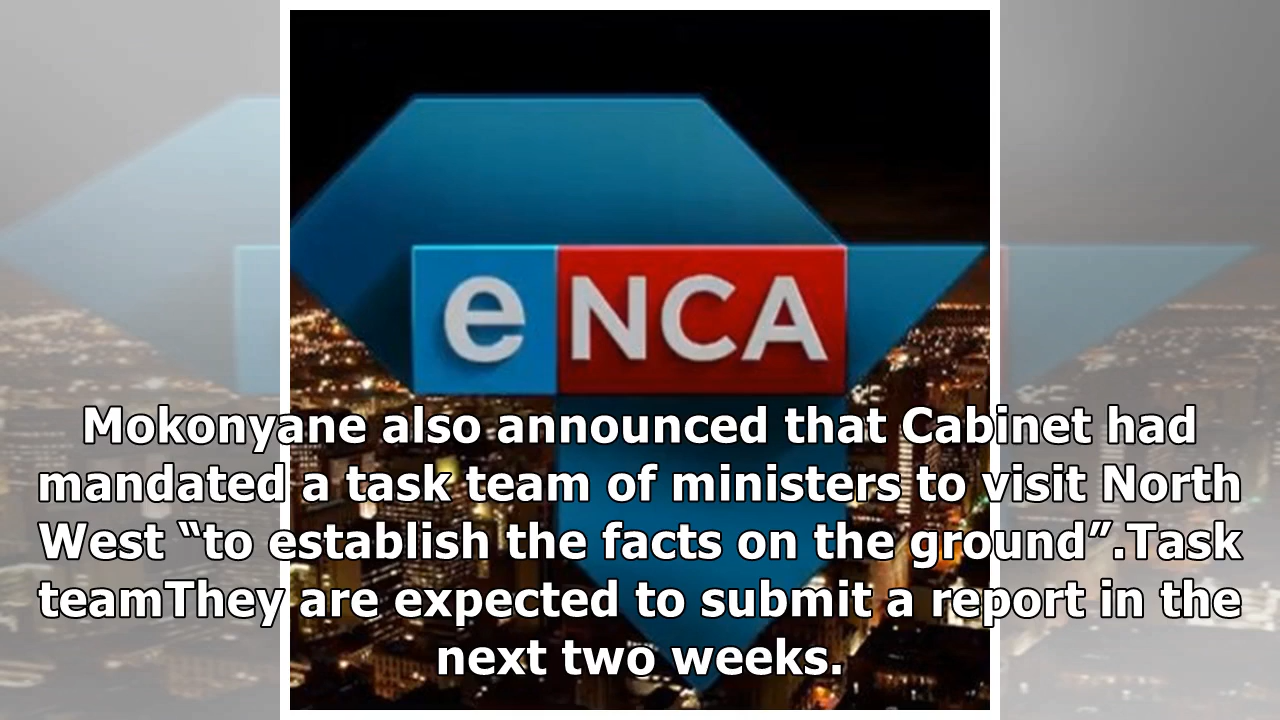 eNCA
Mokonyane also announced that Cabinet had
mandated a task team of ministers to visit North
West “to establish the facts on the ground”.Task
teamThey are expected to submit a report in the
next two weeks.